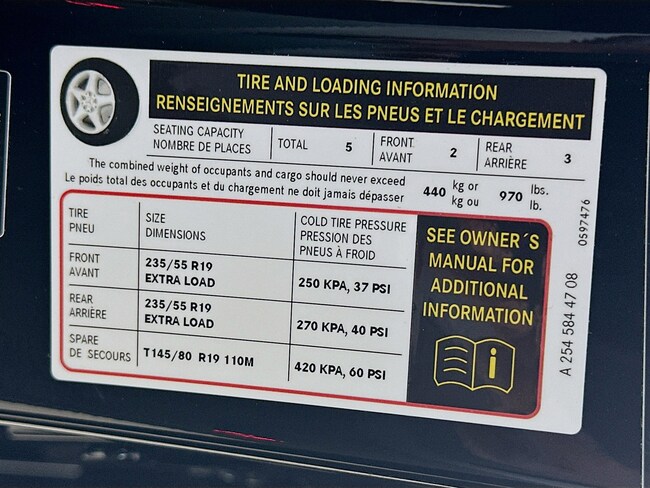 TIRE AND LOADING INFORMATION
RENSEIGNEMENTS SUR LES PNEUS ET LE CHARGEMENT
SEATING CAPACITY
NOMBRE DE PLACES
TOTAL 5
FRONT
AVANT 2
REAR
ARRIÈRE 3
The combined weight of occupants and cargo should never exceed
Le poids total des occupants et du chargement ne doit jamais dépasser
440 kg or
kg ou
970 lbs.
lb.
TIRE
PNEU
SIZE
DIMENSIONS
COLD TIRE PRESSURE
PRESSION DES
PNEUS À FROID
FRONT
AVANT
235/55 R19
EXTRA LOAD
250 KPA, 37 PSI
REAR
ARRIÈRE
235/55 R19
EXTRA LOAD
270 KPA, 40 PSI
SPARE
DE SECOURS
T145/80 R19 110M
420 KPA, 60 PSI
SEE OWNER´S
MANUAL FOR
ADDITIONAL
INFORMATION
i
0597476
A 254 584 47 08